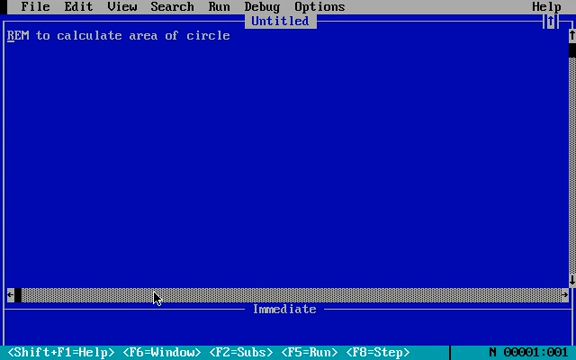 File Edit View Search Run Debug Options Help
Untitled
REM to calculate area of circle
Immediate
<Shift+F1=Help> <F6=Window> <F2=Subs> <F5=Run> <F8=Step> N 00001:001